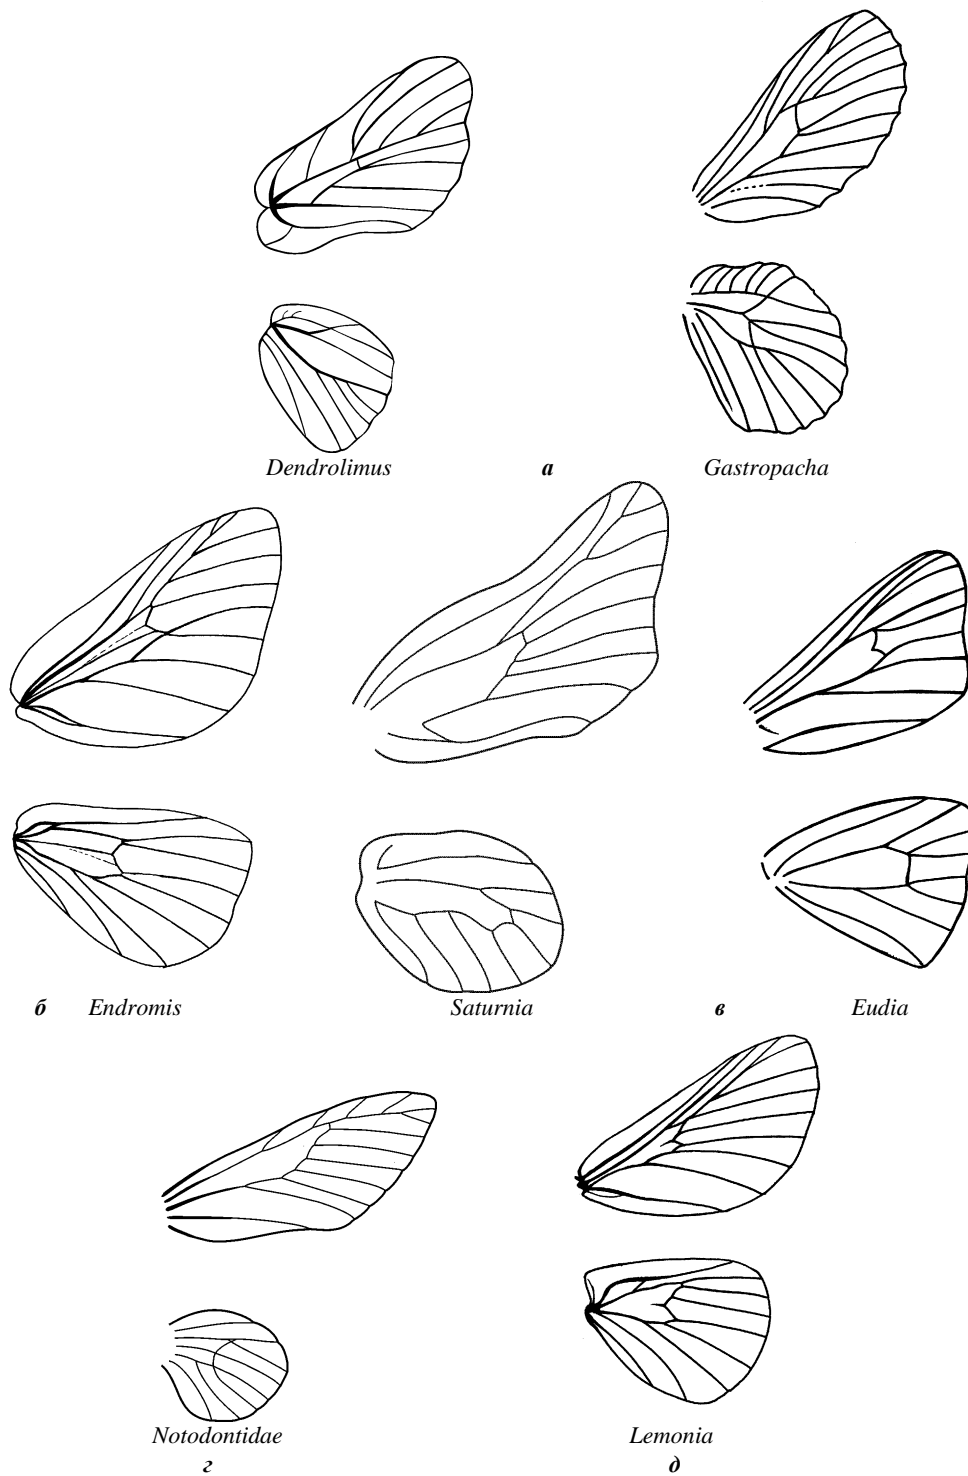 Dendrolimus а Gastropacha
б Endromis Saturnia в Eudia
Notodontidae Lemonia
г д